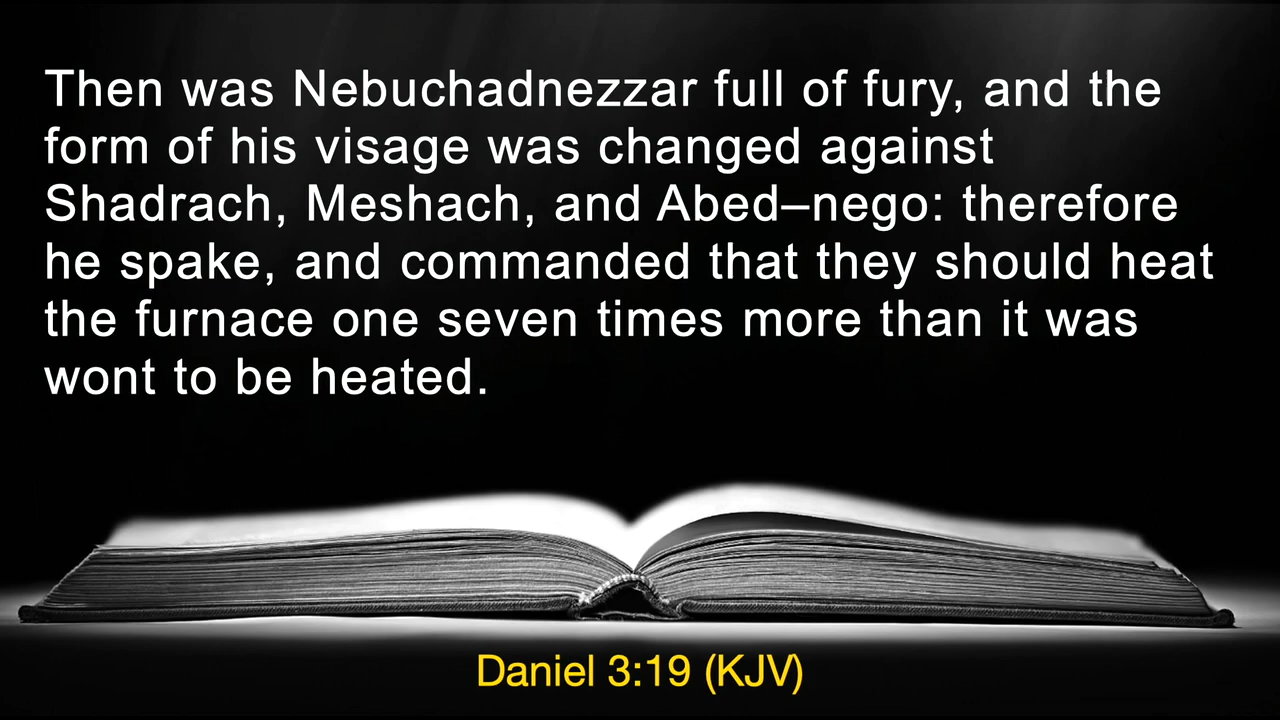 Then was Nebuchadnezzar full of fury, and the
form of his visage was changed against
Shadrach, Meshach, and Abed–nego: therefore
he spake, and commanded that they should heat
the furnace one seven times more than it was
wont to be heated.
Daniel 3:19 (KJV)